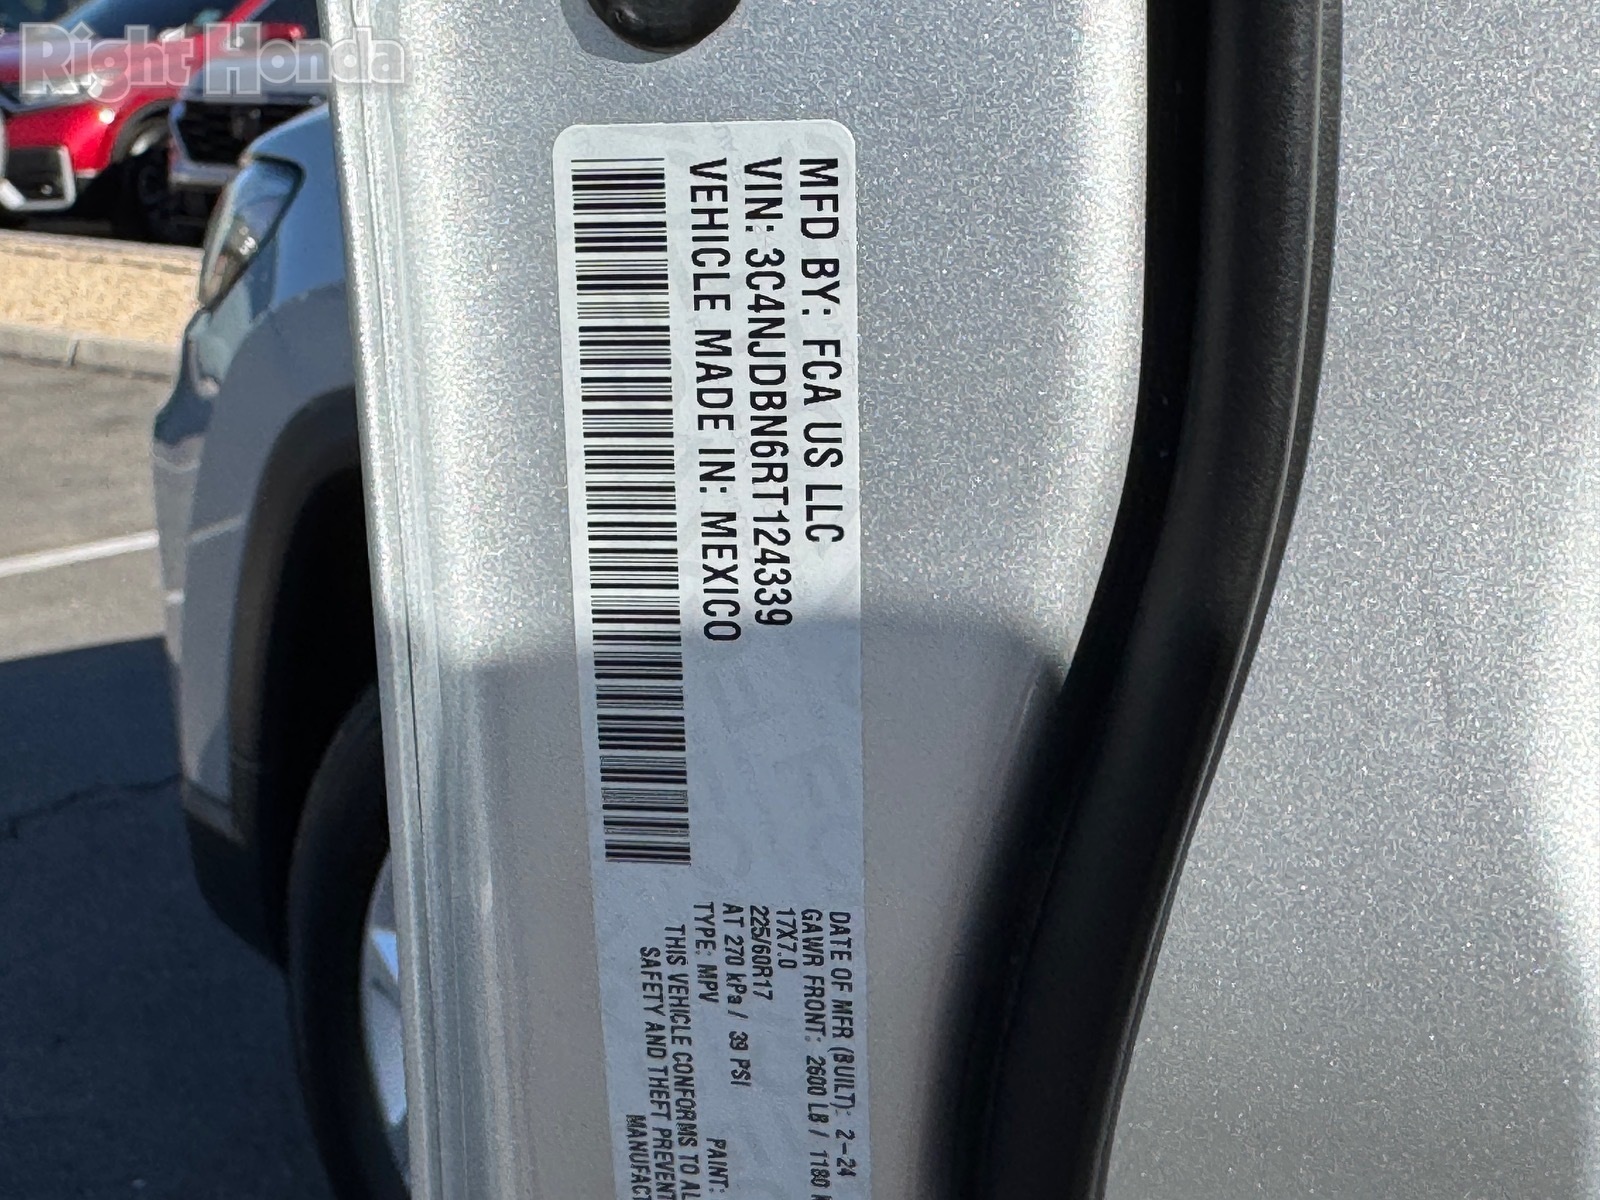 Right Honda
MFD BY: FCA US LLC
VIN: 3C4NJDBN6RT124339
VEHICLE MADE IN: MEXICO
DATE OF MFR (BUILT): 2-24
GAWR FRONT: 2600 LB / 1180
17X7.0
225/60R17
AT 270 kPa / 39 PSI
TYPE: MPV PAINT:
THIS VEHICLE CONFORMS TO AL
SAFETY AND THEFT PREVENT
MANUFACT